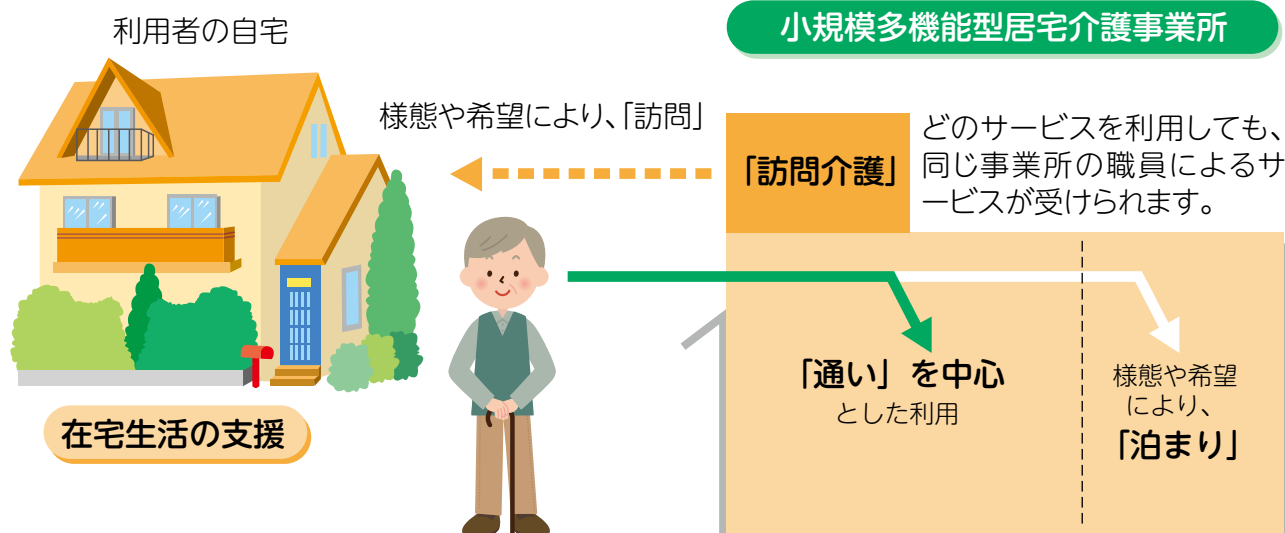 利用者の自宅
小規模多機能型居宅介護事業所
様態や希望により、「訪問」
「訪問介護」
どのサービスを利用しても、
同じ事業所の職員によるサ
ービスが受けられます。
「通い」を中心
とした利用
様態や希望
により、
「泊まり」
在宅生活の支援